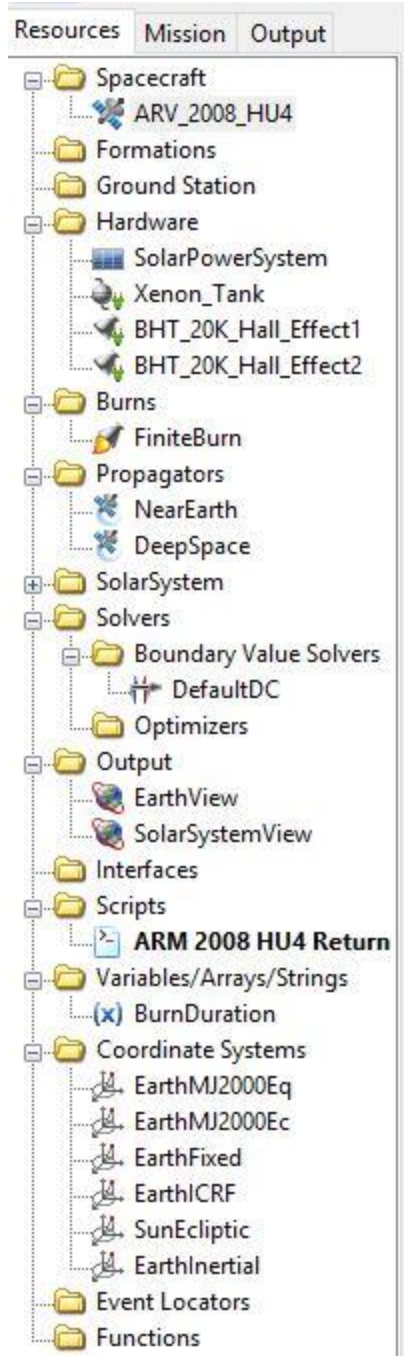 Resources Mission Output
Spacecraft
ARV_2008_HU4
Formations
Ground Station
Hardware
SolarPowerSystem
Xenon_Tank
BHT_20K_Hall_Effect1
BHT_20K_Hall_Effect2
Burns
FiniteBurn
Propagators
NearEarth
DeepSpace
SolarSystem
Solvers
Boundary Value Solvers
DefaultDC
Optimizers
Output
EarthView
SolarSystemView
Interfaces
Scripts
ARM 2008 HU4 Return
Variables/Arrays/Strings
(x) BurnDuration
Coordinate Systems
EarthMJ2000Eq
EarthMJ2000Ec
EarthFixed
EarthICRF
SunEcliptic
EarthInertial
Event Locators
Functions